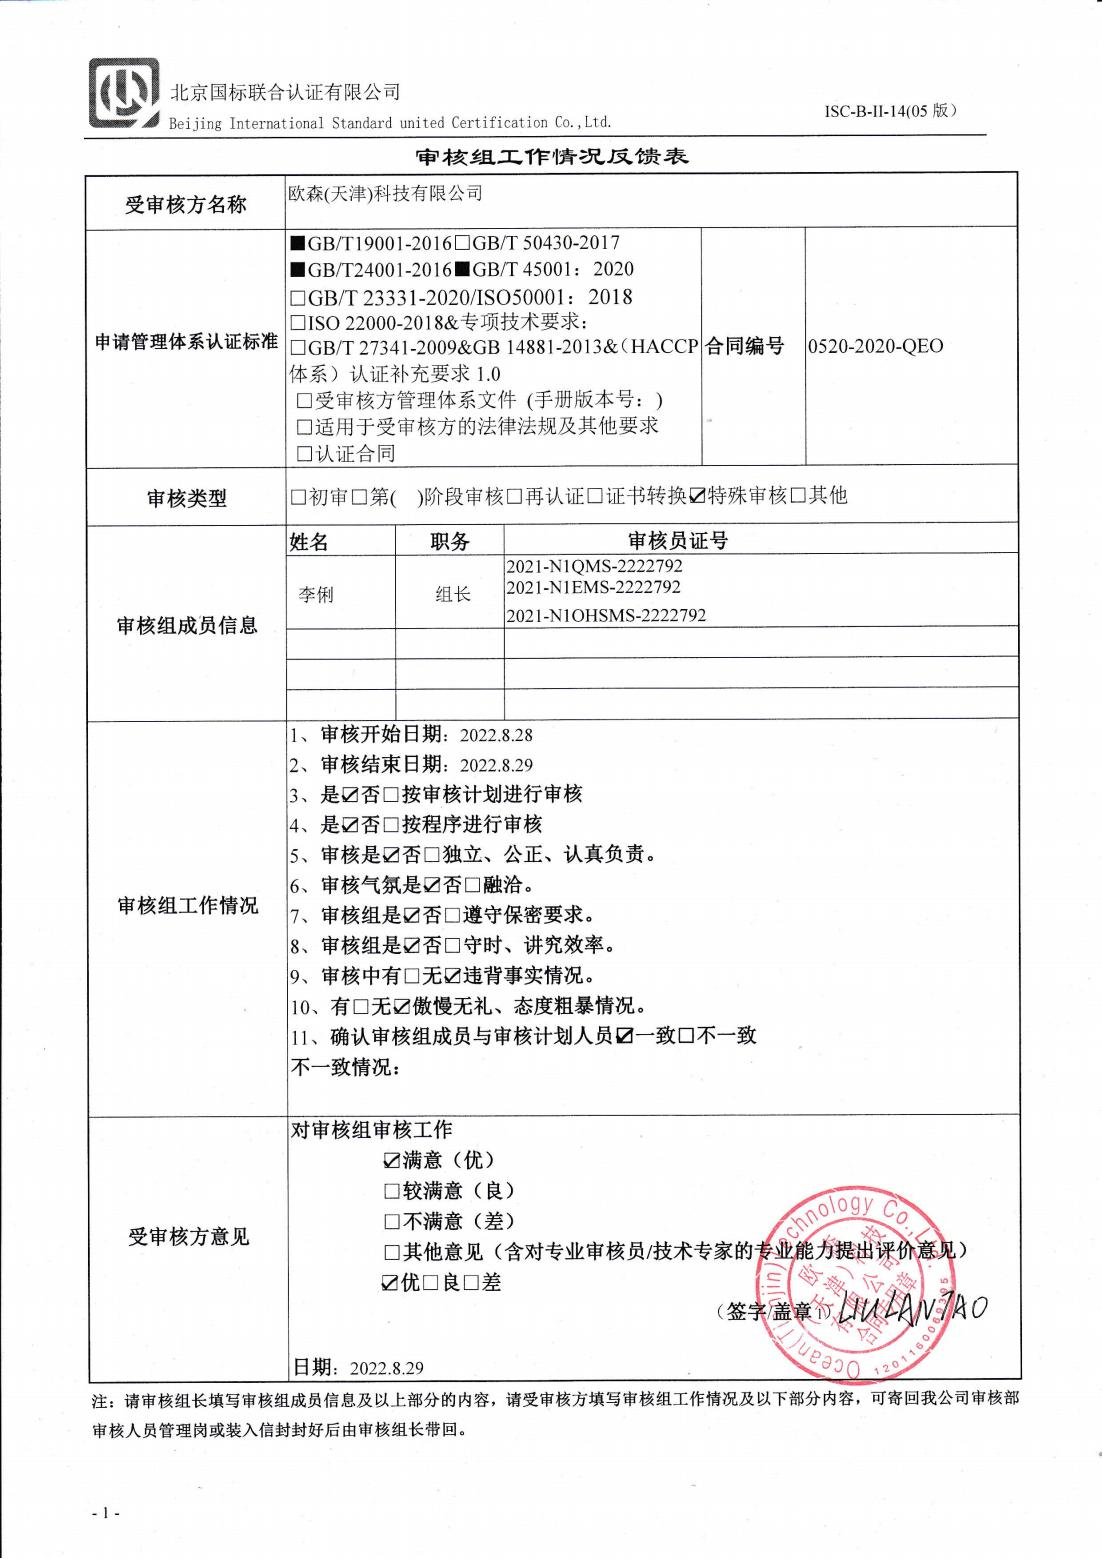 北京国标联合认证有限公司
Beijing International Standard united Certification Co.,Ltd.
ISC-B-II-14(05 版)
审核组工作情况反馈表
受审核方名称
欧森(天津)科技有限公司
申请管理体系认证标准
■GB/T19001-2016□GB/T 50430-2017
■GB/T24001-2016■GB/T 45001：2020
□GB/T 23331-2020/ISO50001：2018
□ISO 22000-2018&专项技术要求：
□GB/T 27341-2009&GB 14881-2013&（HACCP
体系）认证补充要求 1.0
□受审核方管理体系文件 (手册版本号：)
□适用于受审核方的法律法规及其他要求
□认证合同
合同编号
0520-2020-QEO
审核类型
□初审□第( )阶段审核□再认证□证书转换☑特殊审核□其他
审核组成员信息
姓名 职务 审核员证号
李俐
组长
2021-N1QMS-2222792
2021-N1EMS-2222792
2021-N1OHSMS-2222792
审核组工作情况
1、审核开始日期：2022.8.28
2、审核结束日期：2022.8.29
3、是☑否□按审核计划进行审核
4、是☑否□按程序进行审核
5、审核是☑否□独立、公正、认真负责。
6、审核气氛是☑否□融洽。
7、审核组是☑否□遵守保密要求。
8、审核组是☑否□守时、讲究效率。
9、审核中有□无☑违背事实情况。
10、有□无☑傲慢无礼、态度粗暴情况。
11、确认审核组成员与审核计划人员☑一致□不一致
不一致情况：
受审核方意见
对审核组审核工作
☑满意（优）
□较满意（良）
□不满意（差）
□其他意见（含对专业审核员/技术专家的专业能力提出评价意见）
☑优□良□差
（签字/盖章）
LIULANTAO
Ocean(Tianjin)Technology Co.,Ltd.
欧森
（天津）科技
有限公司
合同专用章
日期：2022.8.29
注：请审核组长填写审核组成员信息及以上部分的内容，请受审核方填写审核组工作情况及以下部分内容，可寄回我公司审核部
审核人员管理岗或装入信封封好后由审核组长带回。
- 1 -